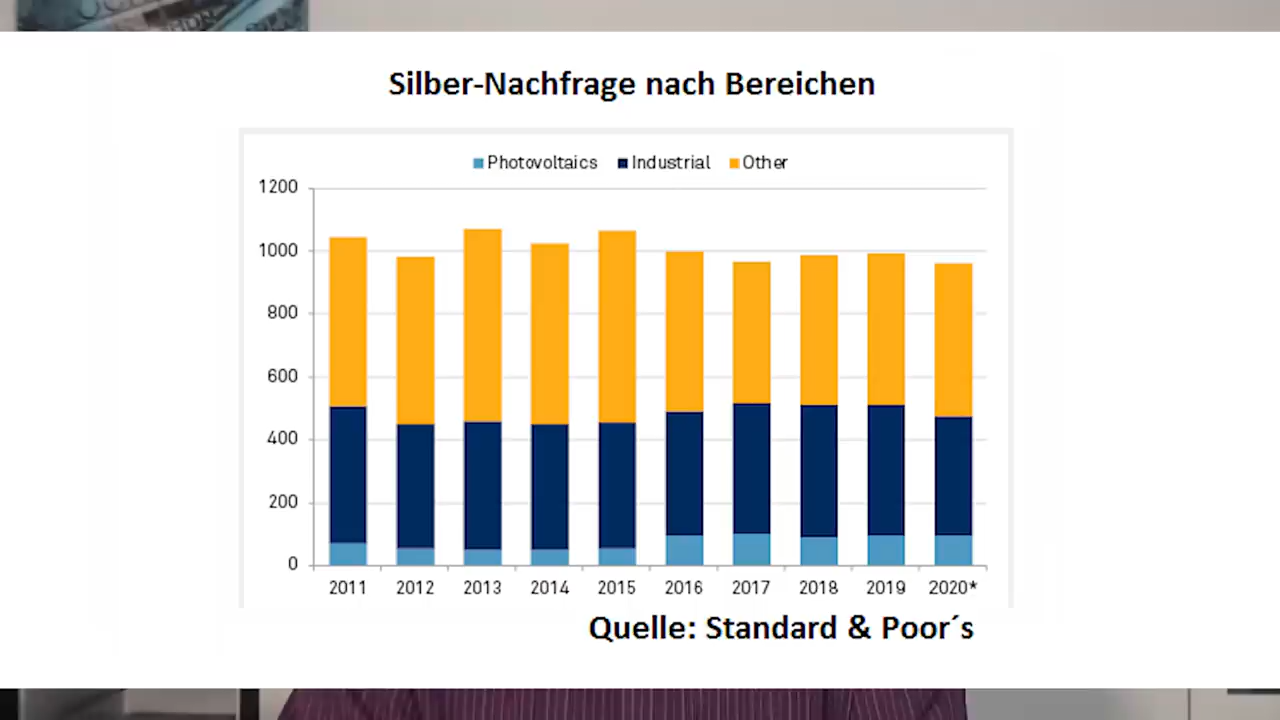 Silber-Nachfrage nach Bereichen
Photovoltaics Industrial Other
1200
1000
800
600
400
200
0
2011 2012 2013 2014 2015 2016 2017 2018 2019 2020*
Quelle: Standard & Poor´s